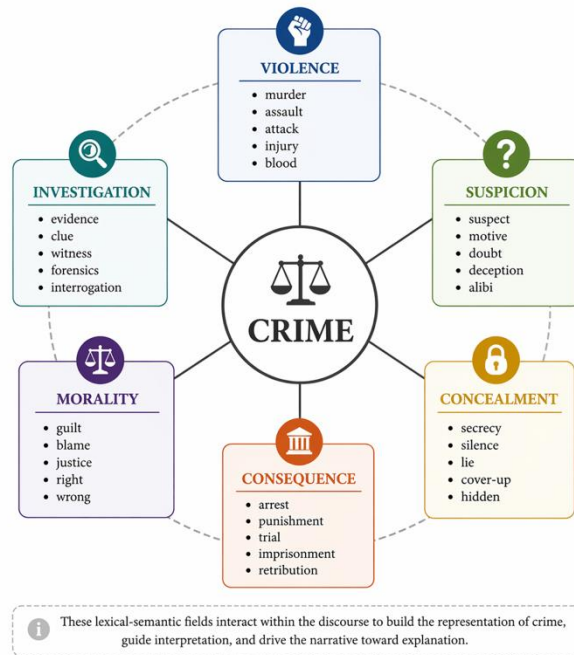 VIOLENCE
• murder
• assault
• attack
• injury
• blood
INVESTIGATION
• evidence
• clue
• witness
• forensics
• interrogation
?
SUSPICION
• suspect
• motive
• doubt
• deception
• alibi
CRIME
MORALITY
• guilt
• blame
• justice
• right
• wrong
CONCEALMENT
• secrecy
• silence
• lie
• cover-up
• hidden
CONSEQUENCE
• arrest
• punishment
• trial
• imprisonment
• retribution
i
These lexical-semantic fields interact within the discourse to build the representation of crime,
guide interpretation, and drive the narrative toward explanation.